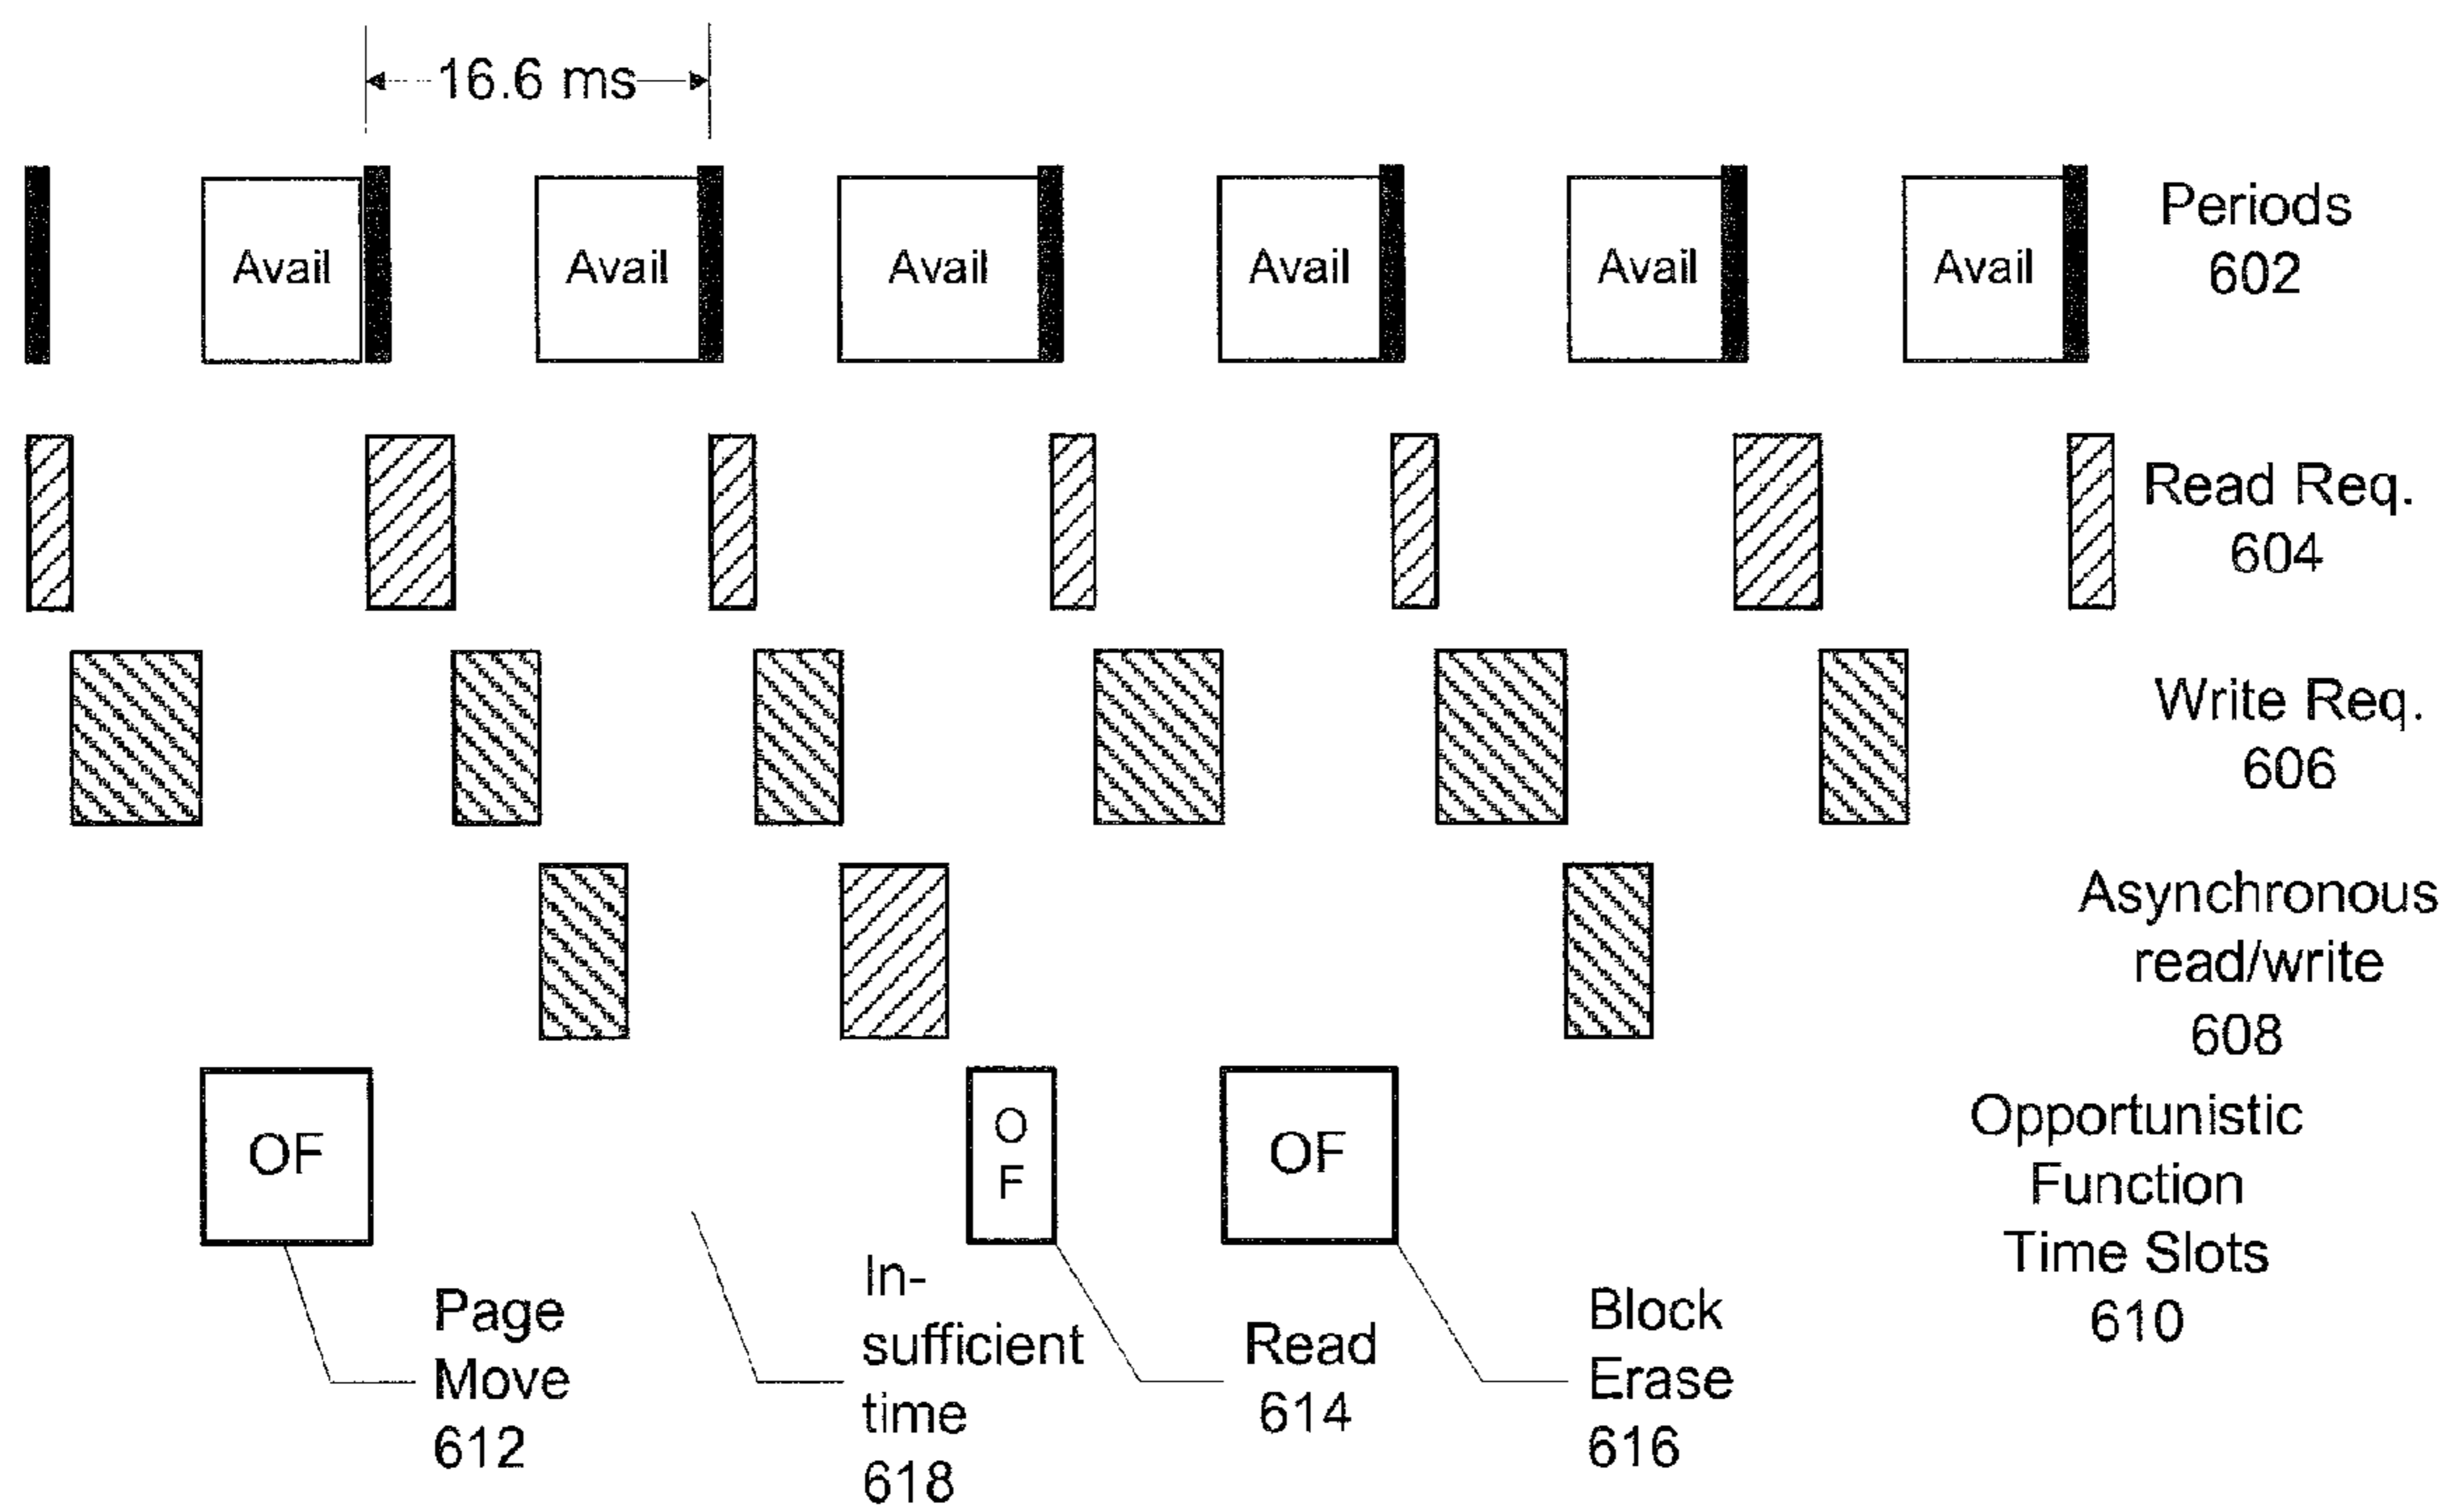 16.6 ms
Avail
Avail
Avail
Avail
Avail
Avail
Periods
602
Read Req.
604
Write Req.
606
Asynchronous
read/write
608
OF
O
F
OF
Opportunistic
Function
Time Slots
610
Page
Move
612
In-
sufficient
time
618
Read
614
Block
Erase
616